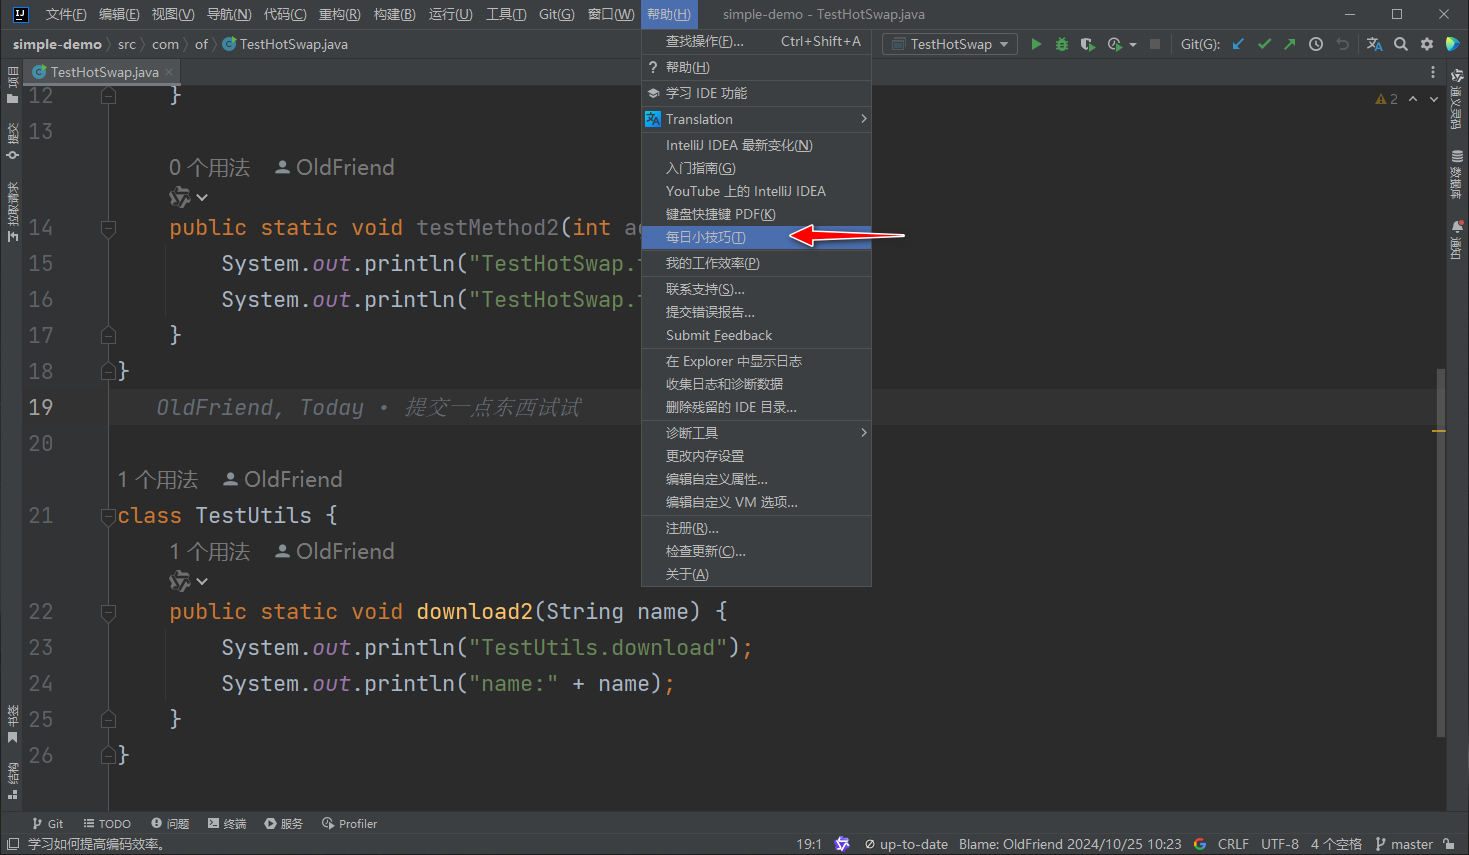 文件(F) 编辑(E) 视图(V) 导航(N) 代码(C) 重构(R) 构建(B) 运行(U) 工具(T) Git(G) 窗口(W) 帮助(H) simple-demo - TestHotSwap.java
simple-demo src com of TestHotSwap.java
TestHotSwap
Git(G):
TestHotSwap.java
项目
提交
拉取请求
书签
结构
查找操作(F)... Ctrl+Shift+A
? 帮助(H)
学习 IDE 功能
Translation
IntelliJ IDEA 最新变化(N)
入门指南(G)
YouTube 上的 IntelliJ IDEA
键盘快捷键 PDF(K)
每日小技巧(T)
我的工作效率(P)
联系支持(S)...
提交错误报告...
Submit Feedback
在 Explorer 中显示日志
收集日志和诊断数据
删除残留的 IDE 目录...
诊断工具
更改内存设置
编辑自定义属性...
编辑自定义 VM 选项...
注册(R)...
检查更新(C)...
关于(A)
2
通义灵码
数据库
通知
12 }
13
0 个用法 OldFriend
14 public static void testMethod2(int a
15 System.out.println("TestHotSwap.
16 System.out.println("TestHotSwap.
17 }
18 }
19 OldFriend, Today • 提交一点东西试试
20
1 个用法 OldFriend
21 class TestUtils {
1 个用法 OldFriend
22 public static void download2(String name) {
23 System.out.println("TestUtils.download");
24 System.out.println("name:" + name);
25 }
26 }
Git TODO 问题 终端 服务 Profiler
学习如何提高编码效率。 19:1 up-to-date Blame: OldFriend 2024/10/25 10:23 CRLF UTF-8 4 个空格 master